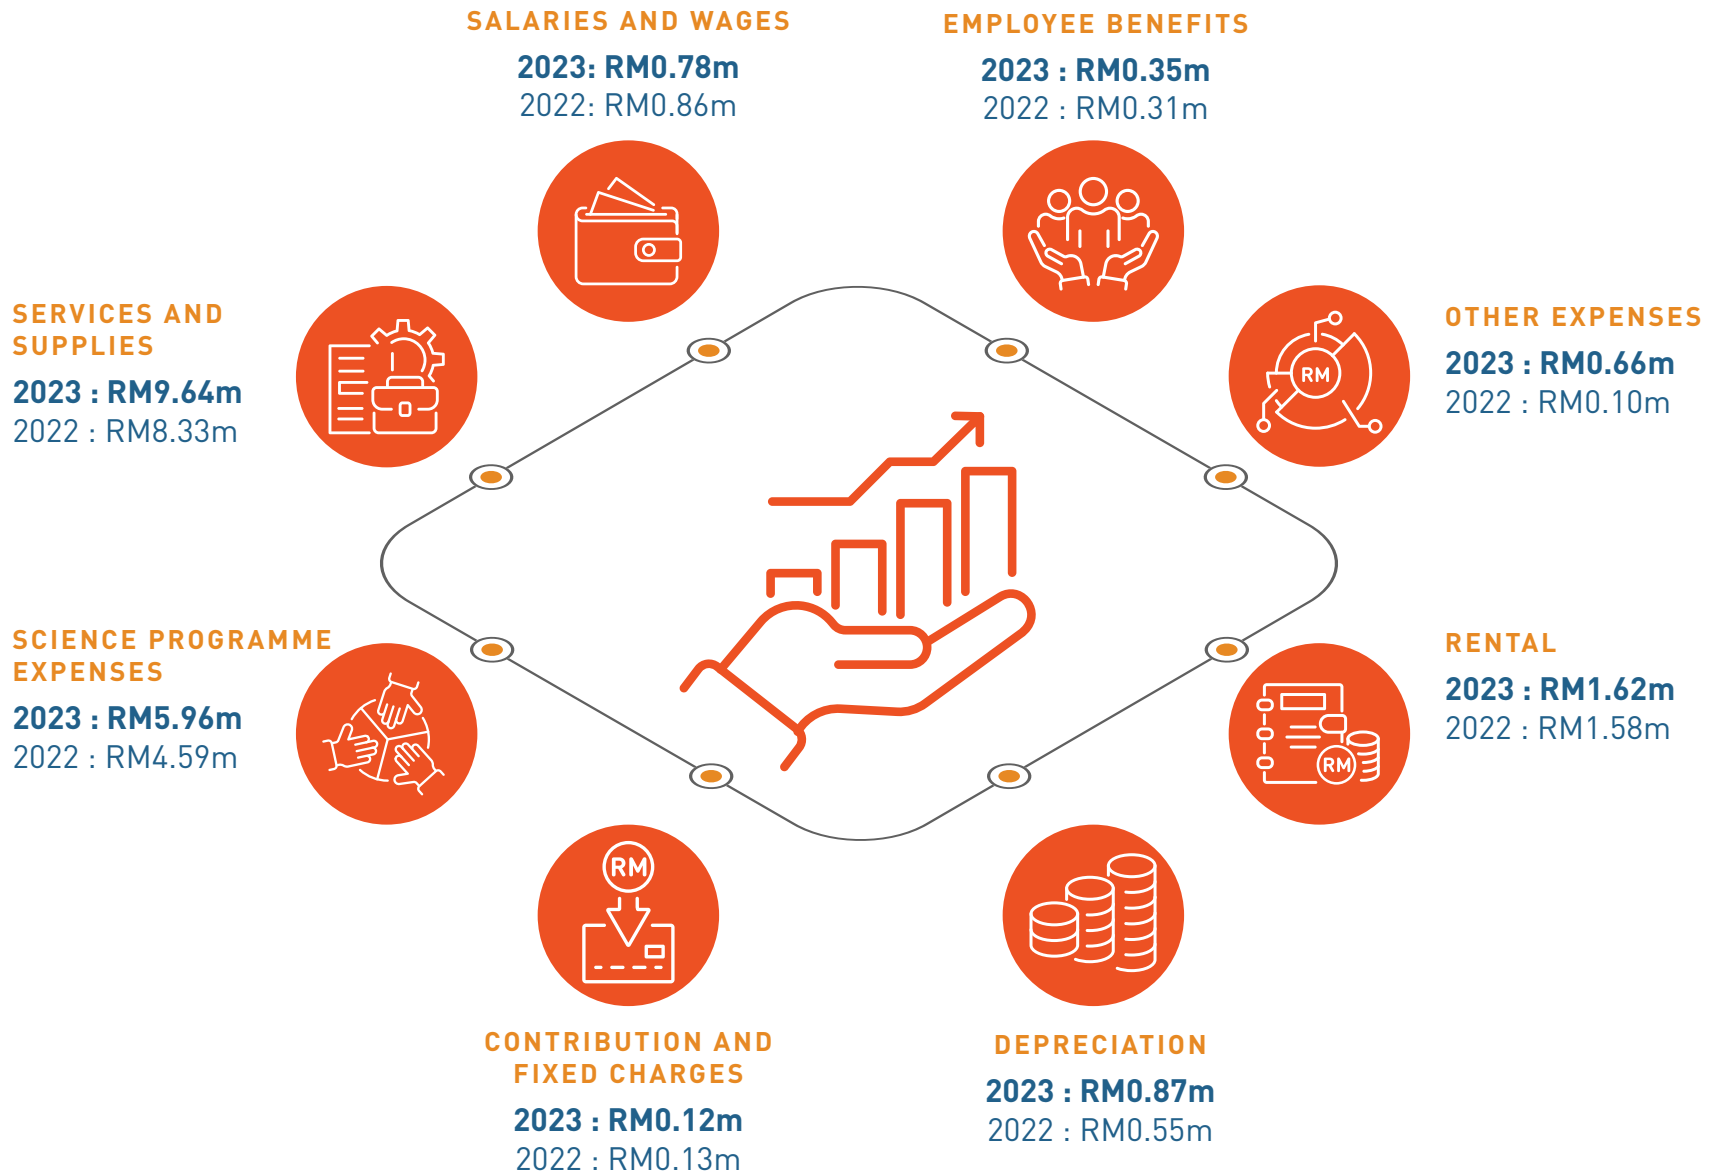 SALARIES AND WAGES
2023: RM0.78m
2022: RM0.86m
EMPLOYEE BENEFITS
2023 : RM0.35m
2022 : RM0.31m
SERVICES AND
SUPPLIES
2023 : RM9.64m
2022 : RM8.33m
OTHER EXPENSES
2023 : RM0.66m
2022 : RM0.10m
RM
SCIENCE PROGRAMME
EXPENSES
2023 : RM5.96m
2022 : RM4.59m
RENTAL
2023 : RM1.62m
2022 : RM1.58m
RM
RM
CONTRIBUTION AND
FIXED CHARGES
2023 : RM0.12m
2022 : RM0.13m
DEPRECIATION
2023 : RM0.87m
2022 : RM0.55m